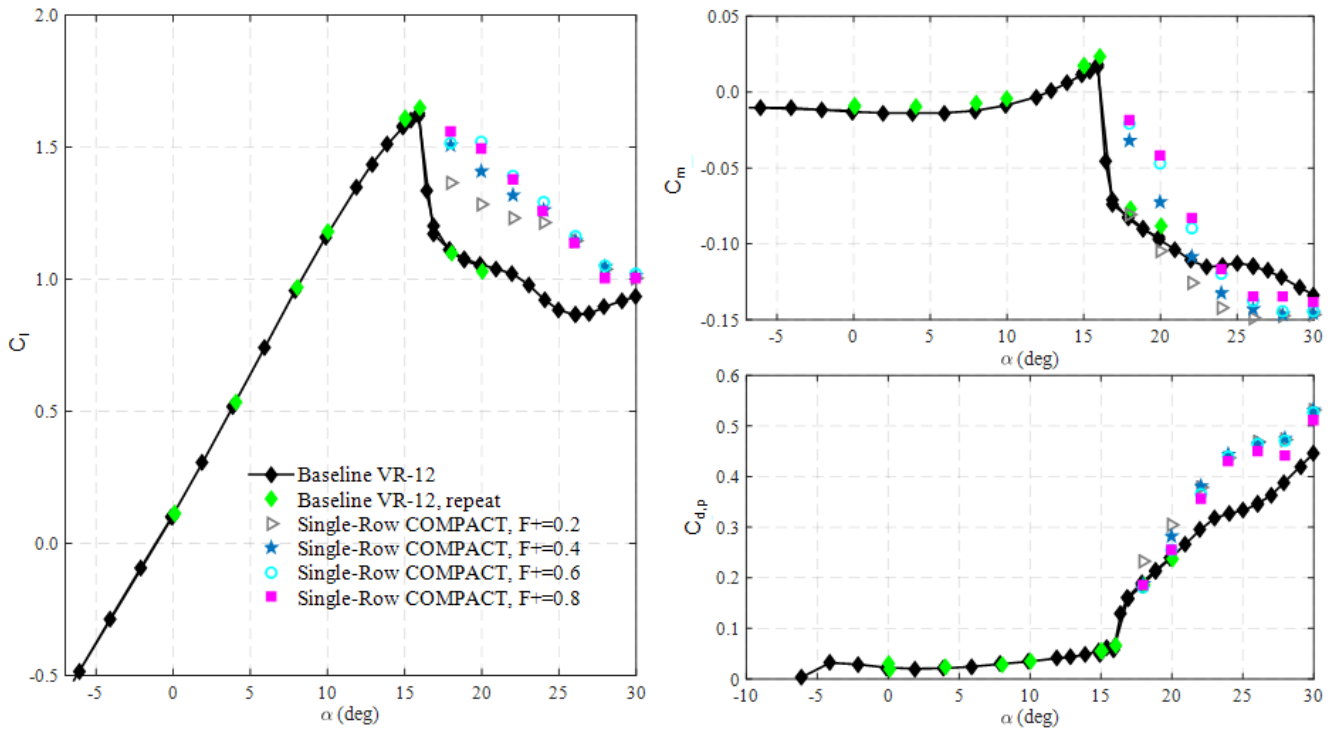 2.0
1.5
1.0
0.5
0.0
-0.5
C_l
-5 0 5 10 15 20 25 30
α (deg)
Baseline VR-12
Baseline VR-12, repeat
Single-Row COMPACT, F+=0.2
Single-Row COMPACT, F+=0.4
Single-Row COMPACT, F+=0.6
Single-Row COMPACT, F+=0.8
-0.05
0.0
-0.05
-0.10
-0.15
C_m
-5 0 5 10 15 20 25 30
α (deg)
0.6
0.5
0.4
0.3
0.2
0.1
0
C_d,p
-10 -5 0 5 10 15 20 25 30
α (deg)